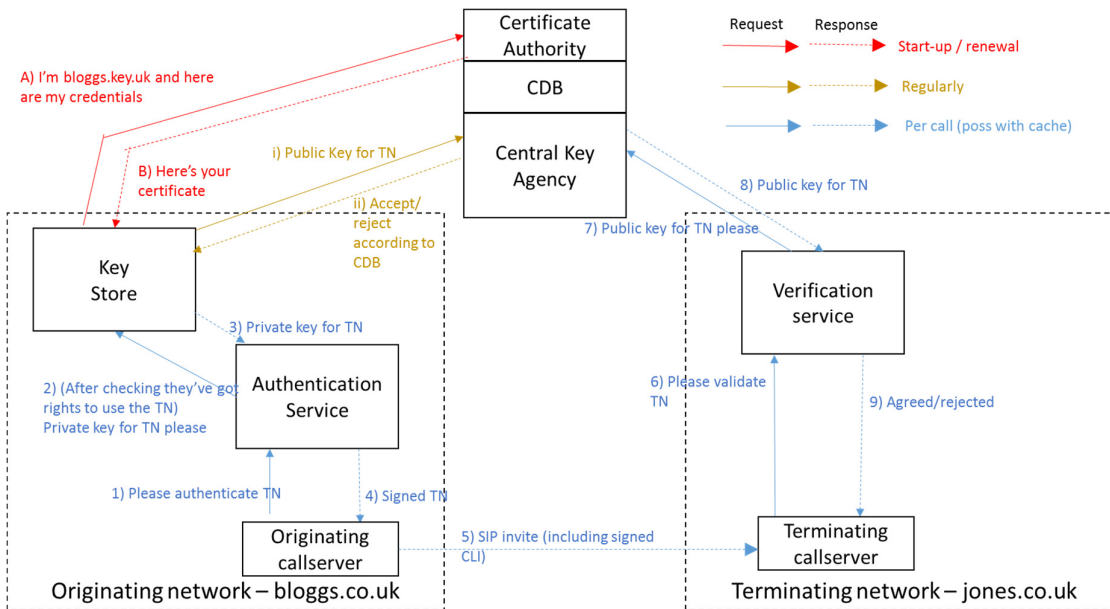 Certificate
Authority
CDB
Central Key
Agency
Request
Response
Start-up / renewal
Regularly
Per call (poss with cache)
A) I'm bloggs.key.uk and here
are my credentials
B) Here's your
certificate
i) Public Key for TN
ii) Accept/
reject
according to
CDB
8) Public key for TN
7) Public key for TN please
Key
Store
3) Private key for TN
2) (After checking they've got
rights to use the TN)
Private key for TN please
Authentication
Service
1) Please authenticate TN
4) Signed TN
Originating
callserver
5) SIP invite (including signed
CLI)
Originating network – bloggs.co.uk
Verification
service
6) Please validate
TN
9) Agreed/rejected
Terminating
callserver
Terminating network – jones.co.uk